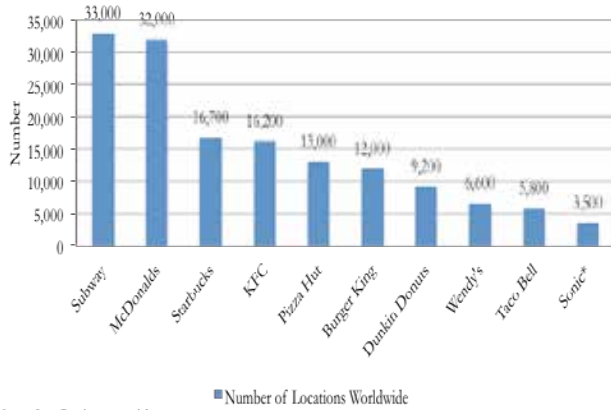 33,000
32,000
16,700
16,200
13,000
12,000
9,200
6,600
5,800
3,500
Number
35,000
30,000
25,000
20,000
15,000
10,000
5,000
0
Subway
McDonalds
Starbucks
KFC
Pizza Hut
Burger King
Dunkin Donuts
Wendy's
Taco Bell
Sonic*
Number of Locations Worldwide